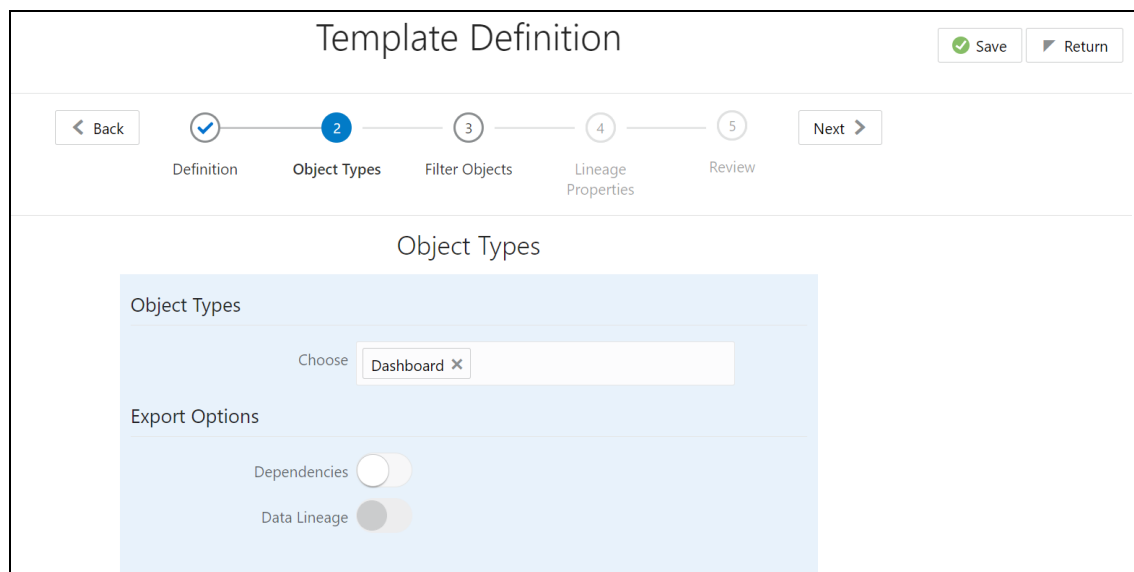 Template Definition
Save
Return
Back
2
3
4
5
Next
Definition
Object Types
Filter Objects
Lineage
Properties
Review
Object Types
Object Types
Choose
Dashboard
Export Options
Dependencies
Data Lineage